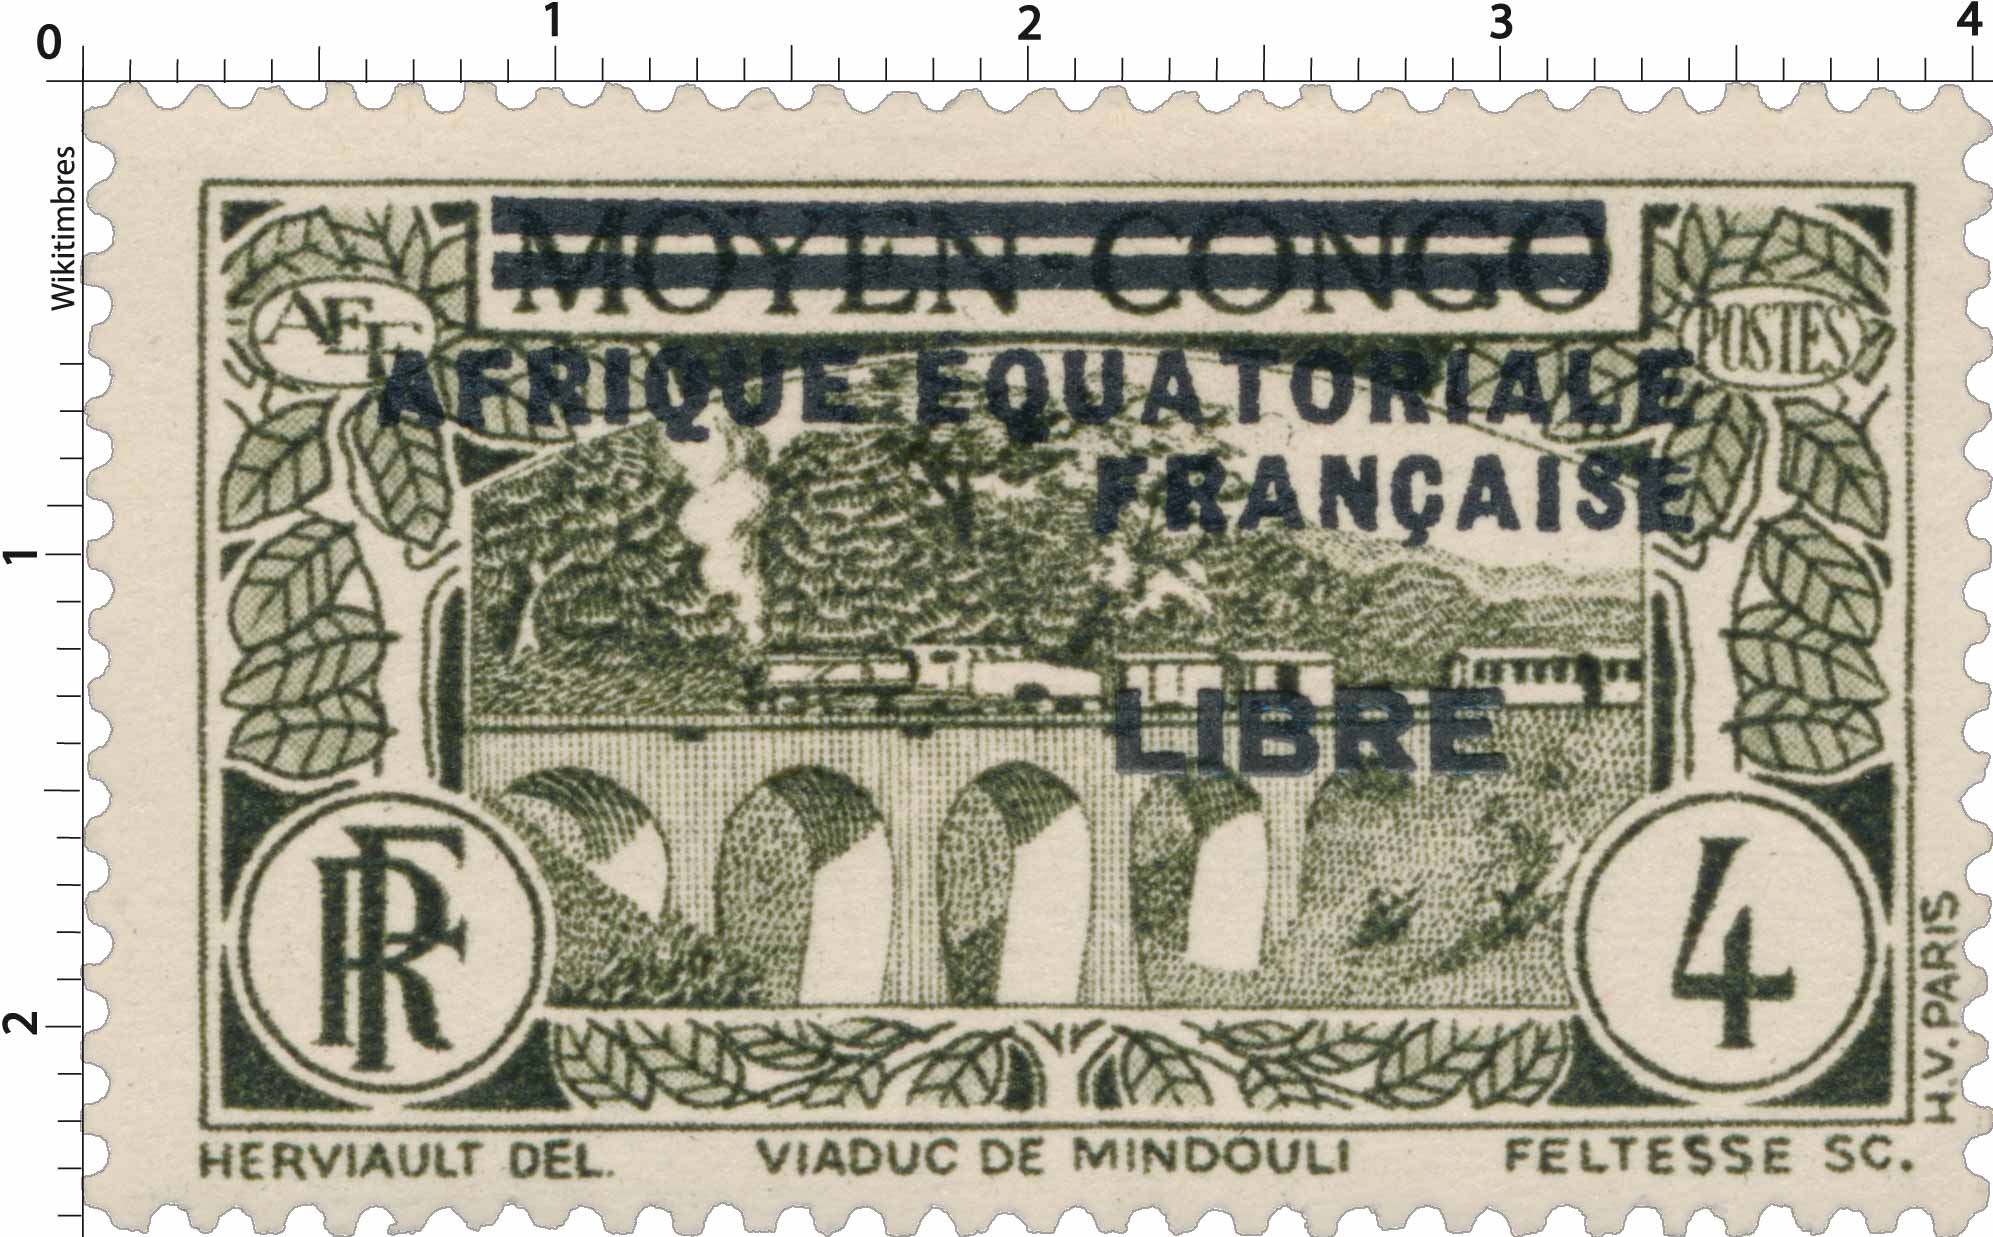 0 1 2 3 4
Wikitimbres
1
2
MOYEN-CONGO
AEF
POSTES
AFRIQUE ÉQUATORIALE
FRANÇAISE
LIBRE
RF
4
H.V. PARIS
HERVIAULT DEL. VIADUC DE MINDOULI FELTESSE SC.